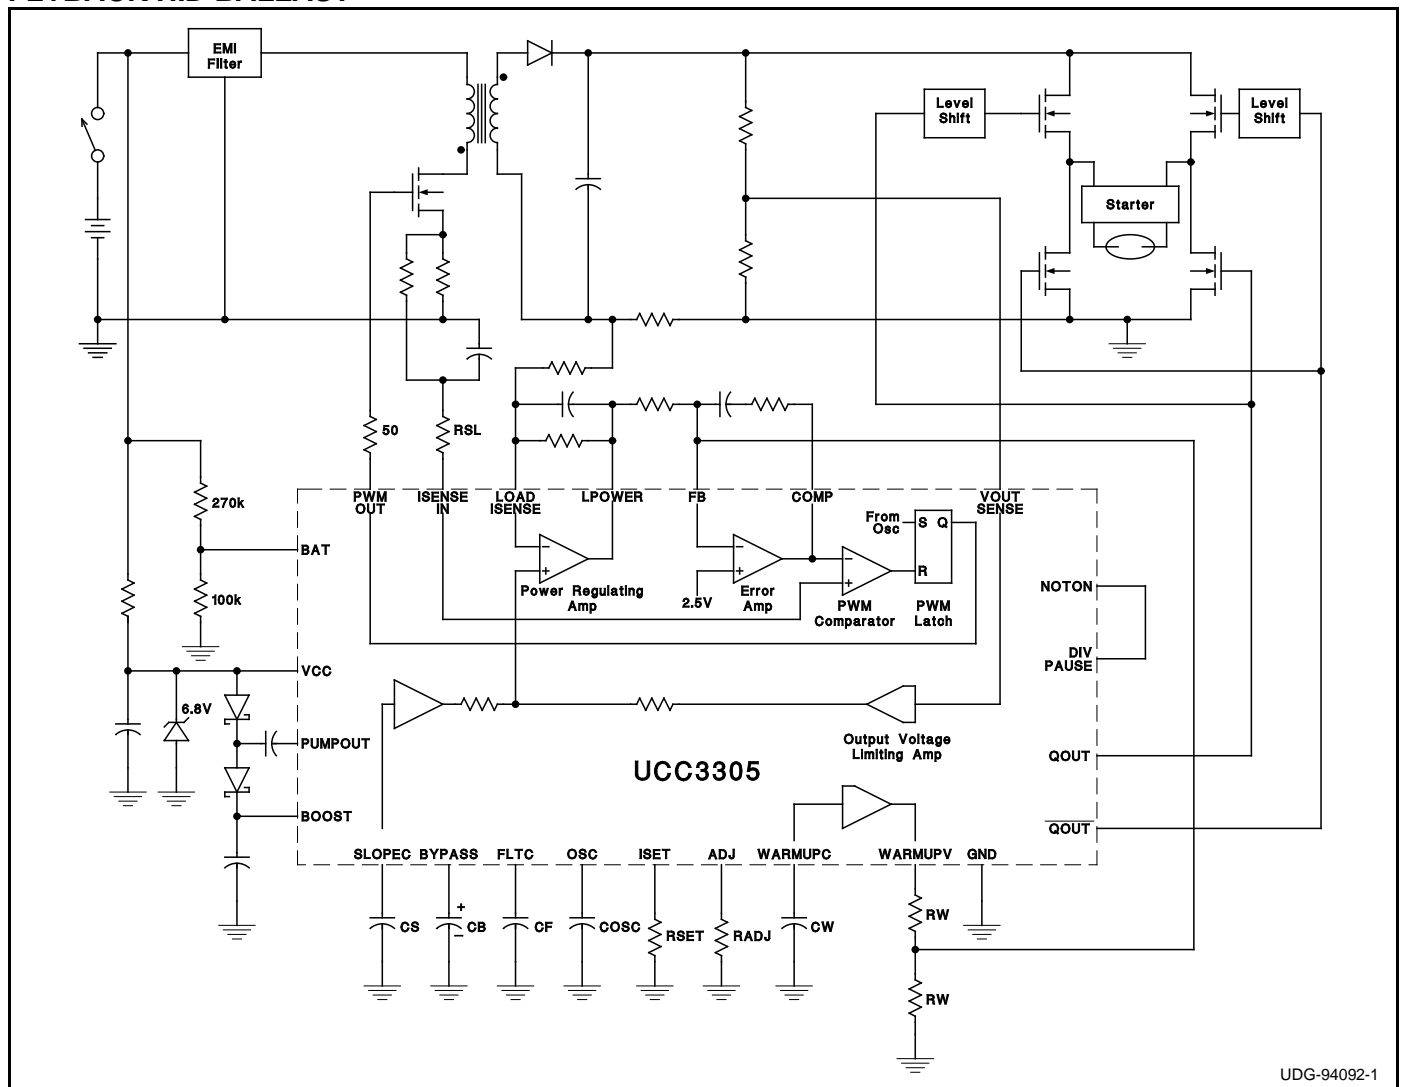 EMI
Filter
Level
Shift
Level
Shift
Starter
50
RSL
270k
100k
PWM
OUT
ISENSE
IN
LOAD
ISENSE
LPOWER
FB
COMP
VOUT
SENSE
From
Osc
S Q
R
BAT
Power Regulating
Amp
2.5V
Error
Amp
PWM
Comparator
PWM
Latch
NOTON
DIV
PAUSE
VCC
6.8V
PUMPOUT
Output Voltage
Limiting Amp
QOUT
UCC3305
BOOST
QOUT
SLOPEC
BYPASS
FLTC
OSC
ISET
ADJ
WARMUPC
WARMUPV
GND
CS
+
CB
−
CF
COSC
RSET
RADJ
CW
RW
RW
UDG-94092-1